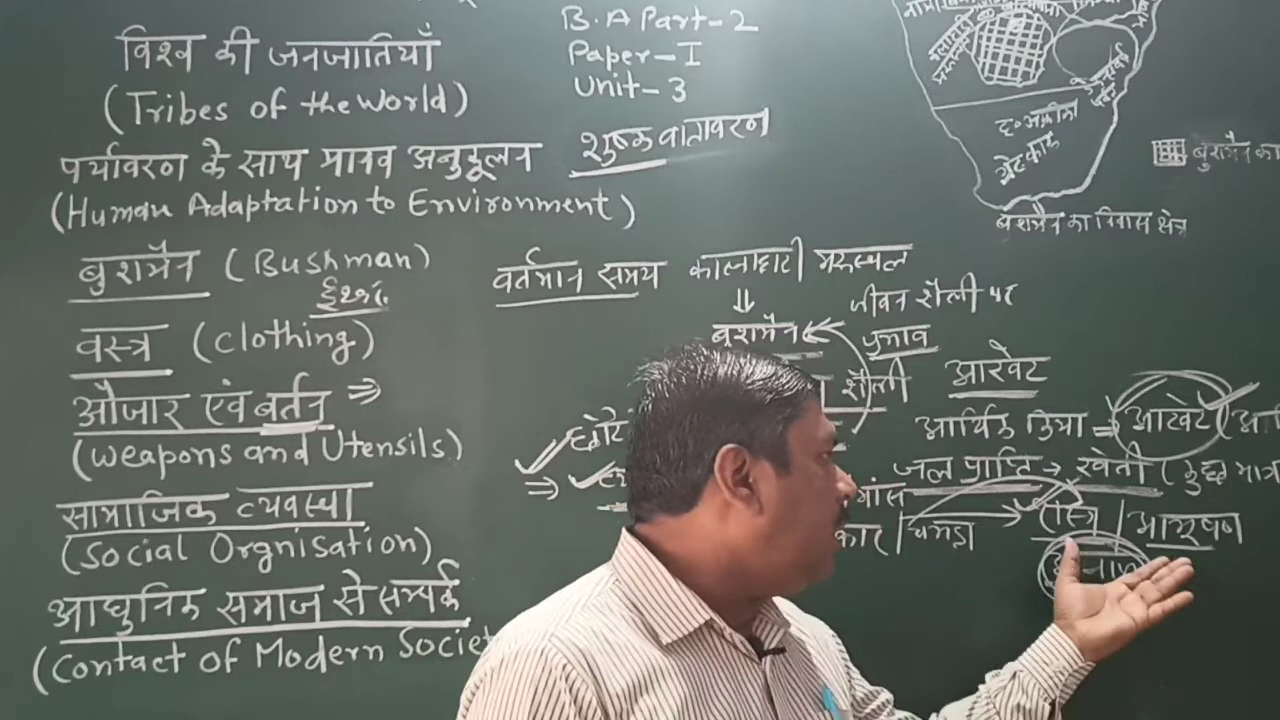 विश्व की जनजातियाँ
(Tribes of the World)
B.A Part-2
Paper-I
Unit-3
पर्यावरण के साथ मानव अनुकूलन
शुष्क वातावरण
(Human Adaptation to Environment)
बुशमैन (Bushman)
वस्त्र (Clothing)
औजार एवं बर्तन ⇒
(Weapons and Utensils)
सामाजिक व्यवस्था
(Social Orgnisation)
आधुनिक समाज से सम्पर्क
(Contact of Modern Societ
वर्तमान समय कालाहारी मरुस्थल
⇓
बुशमैन
जीवन शैली पर
प्रभाव
शैली
आखेट
आर्थिक क्रिया = आखेट
जल प्राप्ति → खेती (कुछ मात्रा
मांस
कार/चमड़ा → वस्त्र/आभूषण
द० अफ्रीका
ग्रेट कारू
बुशमैन का
बुशमैन का निवास क्षेत्र